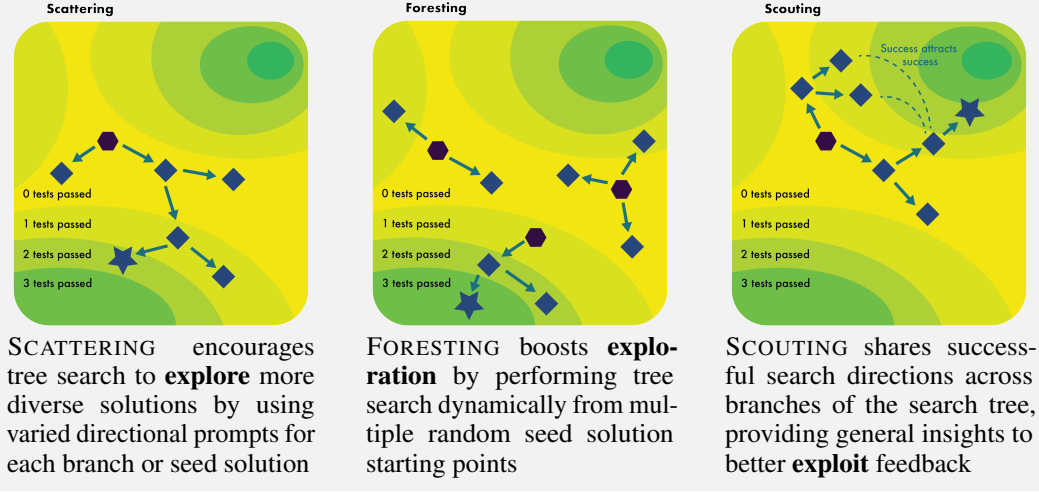 Scattering
0 tests passed
1 tests passed
2 tests passed
3 tests passed
SCATTERING encourages
tree search to explore more
diverse solutions by using
varied directional prompts for
each branch or seed solution
Foresting
0 tests passed
1 tests passed
2 tests passed
3 tests passed
FORESTING boosts explo-
ration by performing tree
search dynamically from mul-
tiple random seed solution
starting points
Scouting
Success attracts
success
0 tests passed
1 tests passed
2 tests passed
3 tests passed
SCOUTING shares success-
ful search directions across
branches of the search tree,
providing general insights to
better exploit feedback